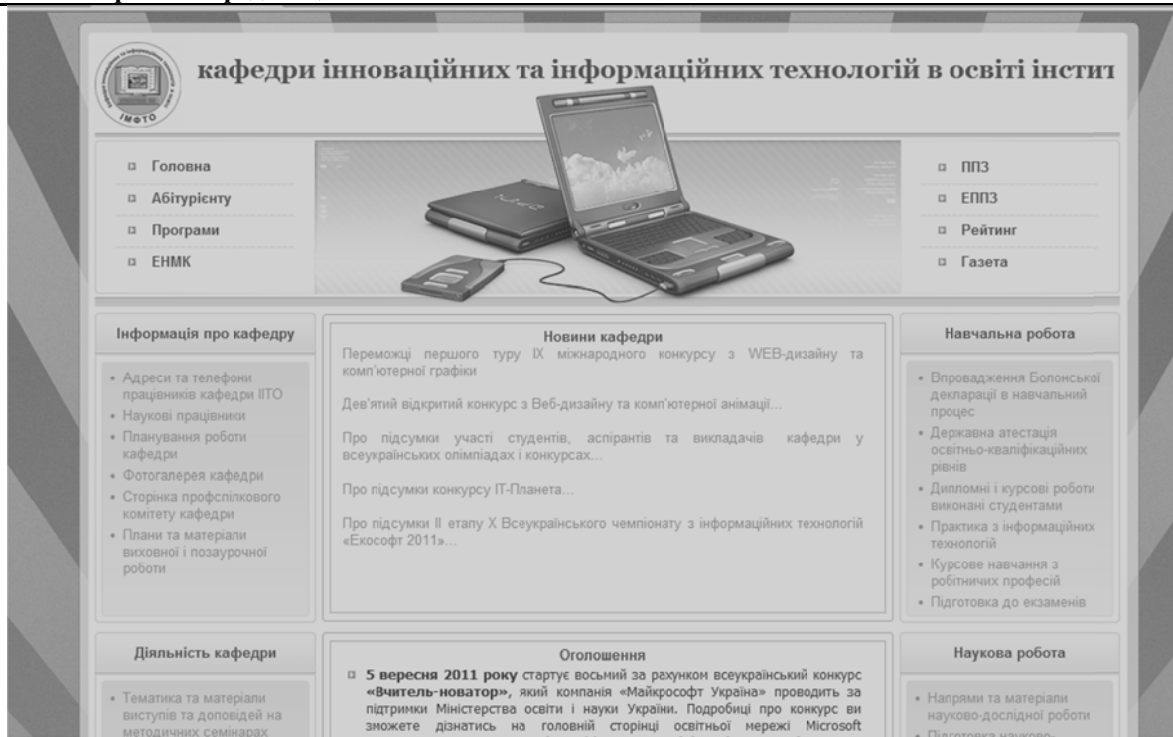 кафедри інноваційних та інформаційних технологій в освіті інстит
ІМФТО
Головна
Абітурієнту
Програми
ЕНМК
ППЗ
ЕППЗ
Рейтинг
Газета
Інформація про кафедру
Адреси та телефони
працівників кафедри ІІТО
Наукові працівники
Планування роботи
кафедри
Фотогалерея кафедри
Сторінка профспілкового
комітету кафедри
Плани та матеріали
виховної і позаурочної
роботи
Новини кафедри
Переможці першого туру IX міжнародного конкурсу з WEB-дизайну та
комп'ютерної графіки
Дев'ятий відкритий конкурс з Веб-дизайну та комп'ютерної анімації...
Про підсумки участі студентів, аспірантів та викладачів кафедри у
всеукраїнських олімпіадах і конкурсах...
Про підсумки конкурсу IT-Планета...
Про підсумки II етапу X Всеукраїнського чемпіонату з інформаційних технологій
«Екософт 2011»...
Навчальна робота
Впровадження Болонської
декларації в навчальний
процес
Державна атестація
освітньо-кваліфікаційних
рівнів
Дипломні і курсові роботи
виконані студентами
Практика з інформаційних
технологій
Курсове навчання з
робітничих професій
Підготовка до екзаменів
Діяльність кафедри
Тематика та матеріали
виступів та доповідей на
методичних семінарах
Оголошення
5 вересня 2011 року стартує восьмий за рахунком всеукраїнський конкурс
«Вчитель-новатор», який компанія «Майкрософт Україна» проводить за
підтримки Міністерства освіти і науки України. Подробиці про конкурс ви
зможете дізнатись на головній сторінці освітньої мережі Microsoft
Наукова робота
Напрями та матеріали
науково-дослідної роботи
Підготовка науково-